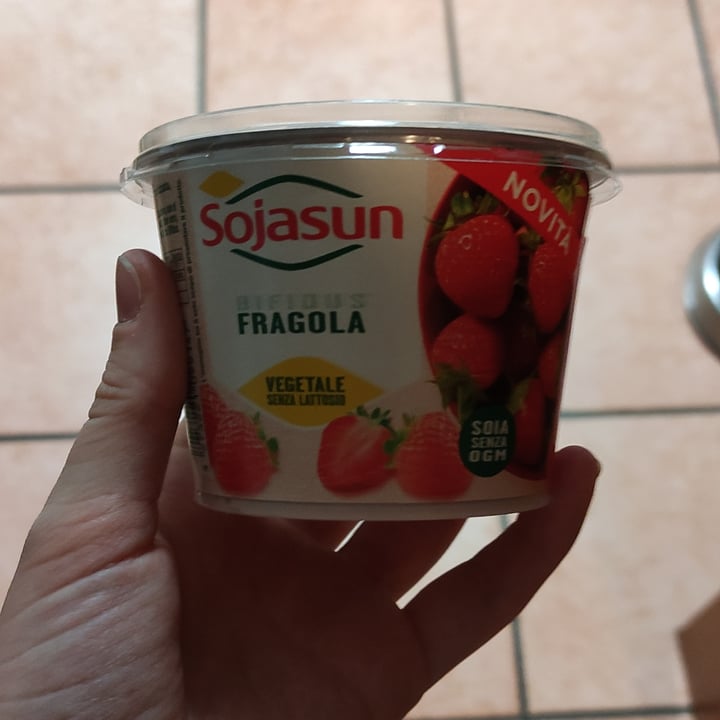 Sojasun
NOVITÀ
BIFIDUS
FRAGOLA
VEGETALE
SENZA LATTOSIO
SOIA
SENZA
OGM